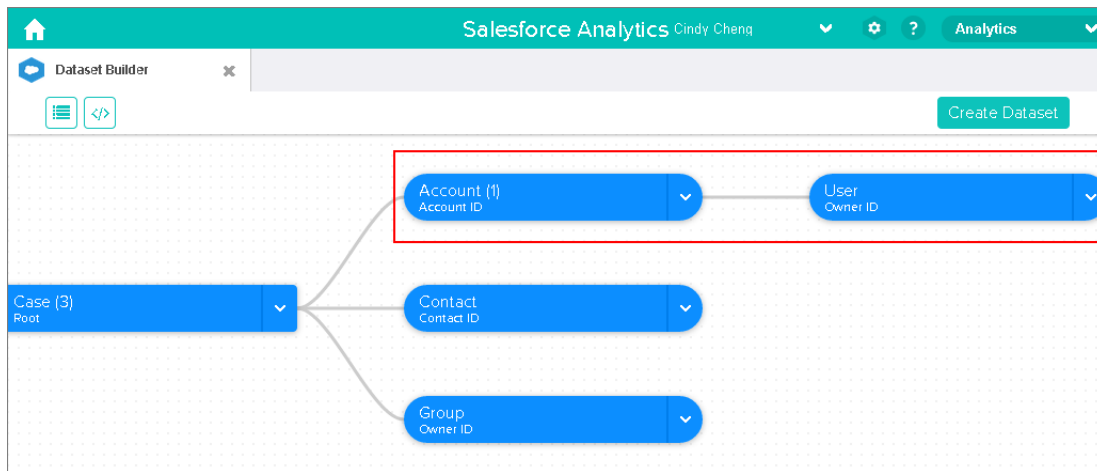 Salesforce Analytics Cindy Cheng ? Analytics
Dataset Builder
</> Create Dataset
Account (1)
Account ID
User
Owner ID
Case (3)
Root
Contact
Contact ID
Group
Owner ID